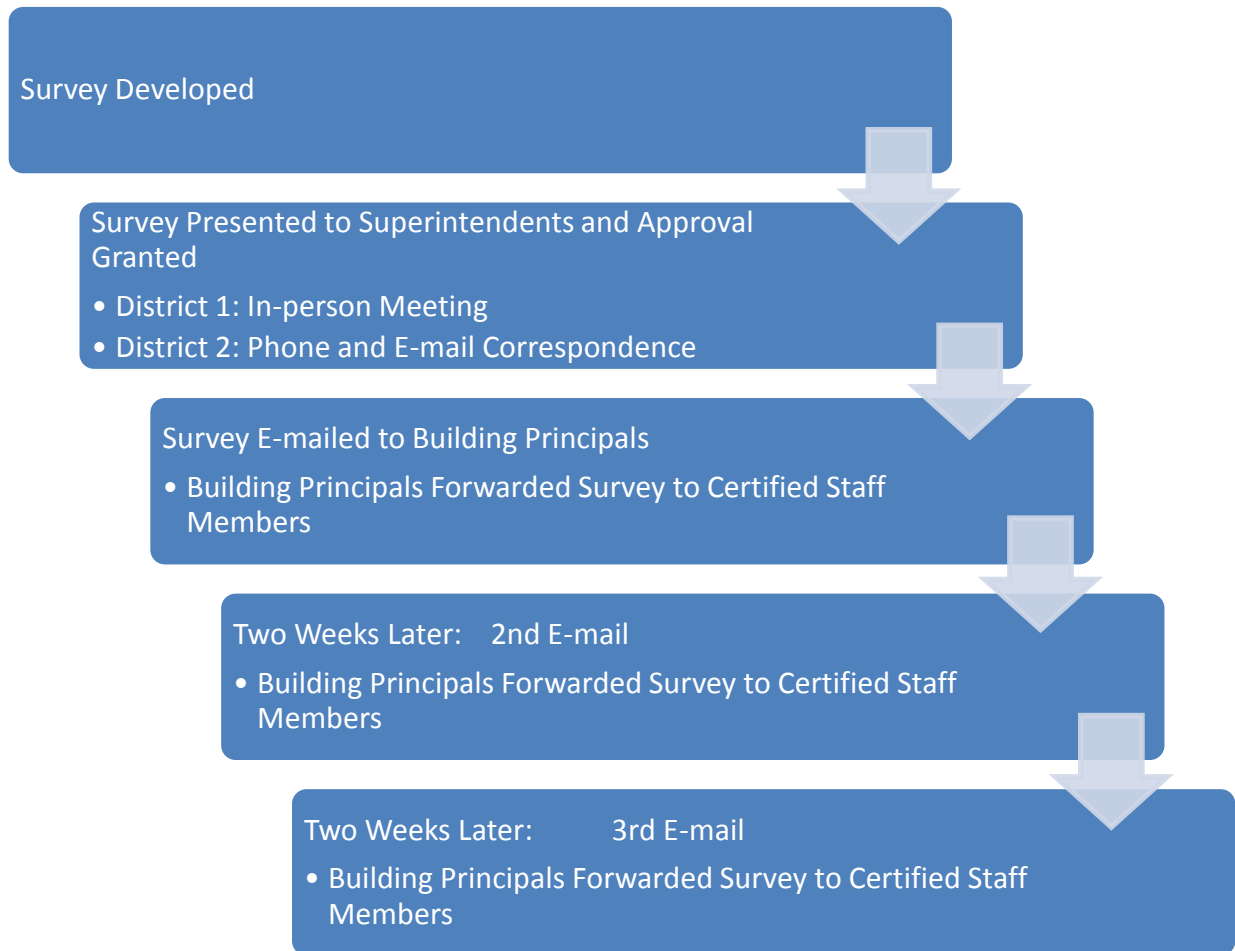 Survey Developed
Survey Presented to Superintendents and Approval
Granted
• District 1: In-person Meeting
• District 2: Phone and E-mail Correspondence
Survey E-mailed to Building Principals
• Building Principals Forwarded Survey to Certified Staff
Members
Two Weeks Later: 2nd E-mail
• Building Principals Forwarded Survey to Certified Staff
Members
Two Weeks Later: 3rd E-mail
• Building Principals Forwarded Survey to Certified Staff
Members